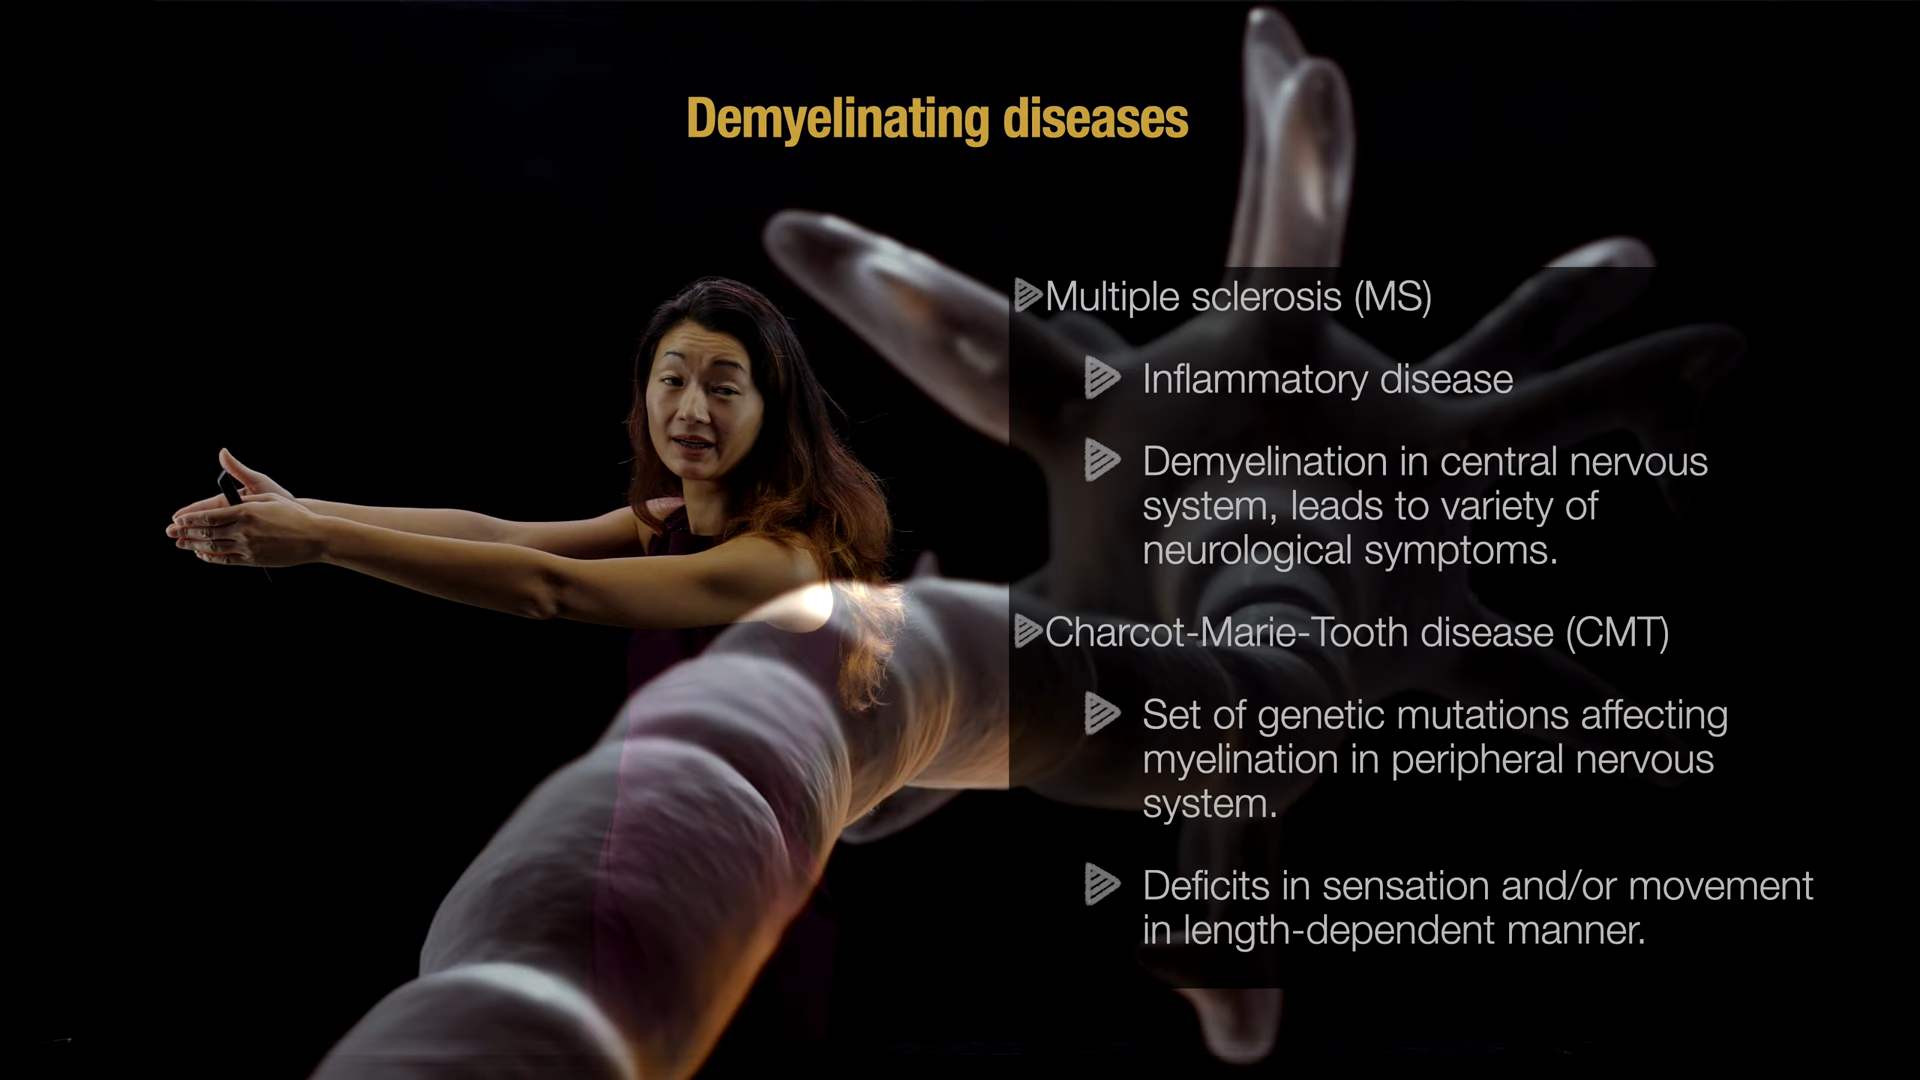 Demyelinating diseases
Multiple sclerosis (MS)
Inflammatory disease
Demyelination in central nervous
system, leads to variety of
neurological symptoms.
Charcot-Marie-Tooth disease (CMT)
Set of genetic mutations affecting
myelination in peripheral nervous
system.
Deficits in sensation and/or movement
in length-dependent manner.